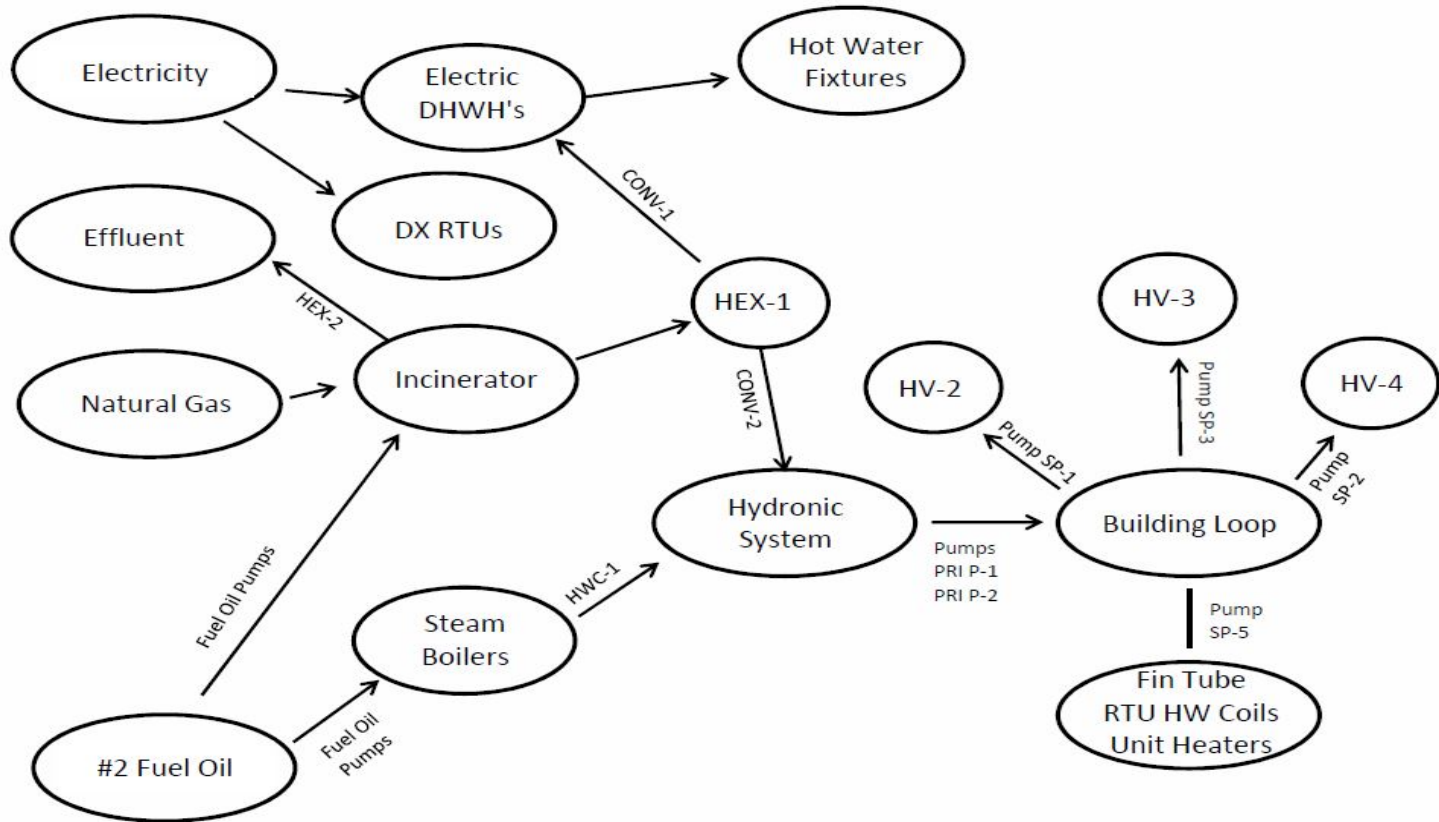 Electricity
Electric
DHWH's
Hot Water
Fixtures
CONV-1
Effluent
DX RTUs
HEX-2
HEX-1
HV-3
Natural Gas
Incinerator
CONV-2
HV-2
Pump SP-3
HV-4
Pump SP-1
Pump
SP-2
Hydronic
System
Building Loop
Pumps
PRI P-1
PRI P-2
Fuel Oil Pumps
HWC-1
Steam
Boilers
Pump
SP-5
Fin Tube
RTU HW Coils
Unit Heaters
#2 Fuel Oil
Fuel Oil
Pumps